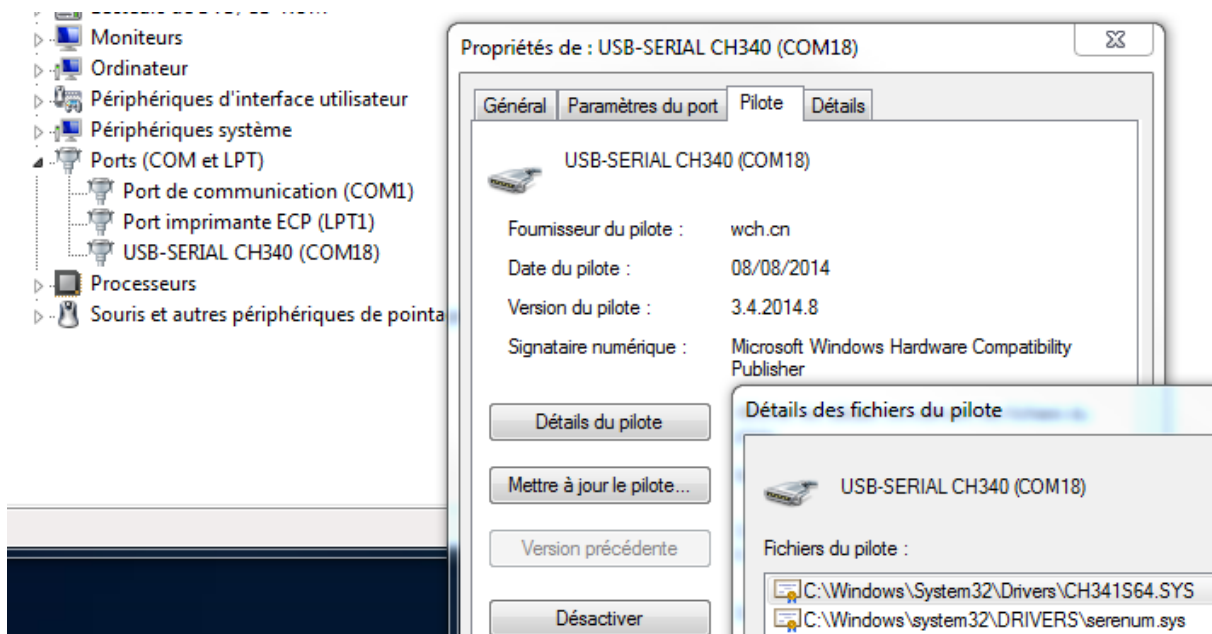 Moniteurs
Ordinateur
Périphériques d'interface utilisateur
Périphériques système
Ports (COM et LPT)
Port de communication (COM1)
Port imprimante ECP (LPT1)
USB-SERIAL CH340 (COM18)
Processeurs
Souris et autres périphériques de pointa
Propriétés de : USB-SERIAL CH340 (COM18)
Général
Paramètres du port
Pilote
Détails
USB-SERIAL CH340 (COM18)
Fournisseur du pilote : wch.cn
Date du pilote : 08/08/2014
Version du pilote : 3.4.2014.8
Signataire numérique : Microsoft Windows Hardware Compatibility
Publisher
Détails du pilote
Mettre à jour le pilote...
Version précédente
Désactiver
Détails des fichiers du pilote
USB-SERIAL CH340 (COM18)
Fichiers du pilote :
C:\Windows\System32\Drivers\CH341S64.SYS
C:\Windows\system32\DRIVERS\serenum.sys